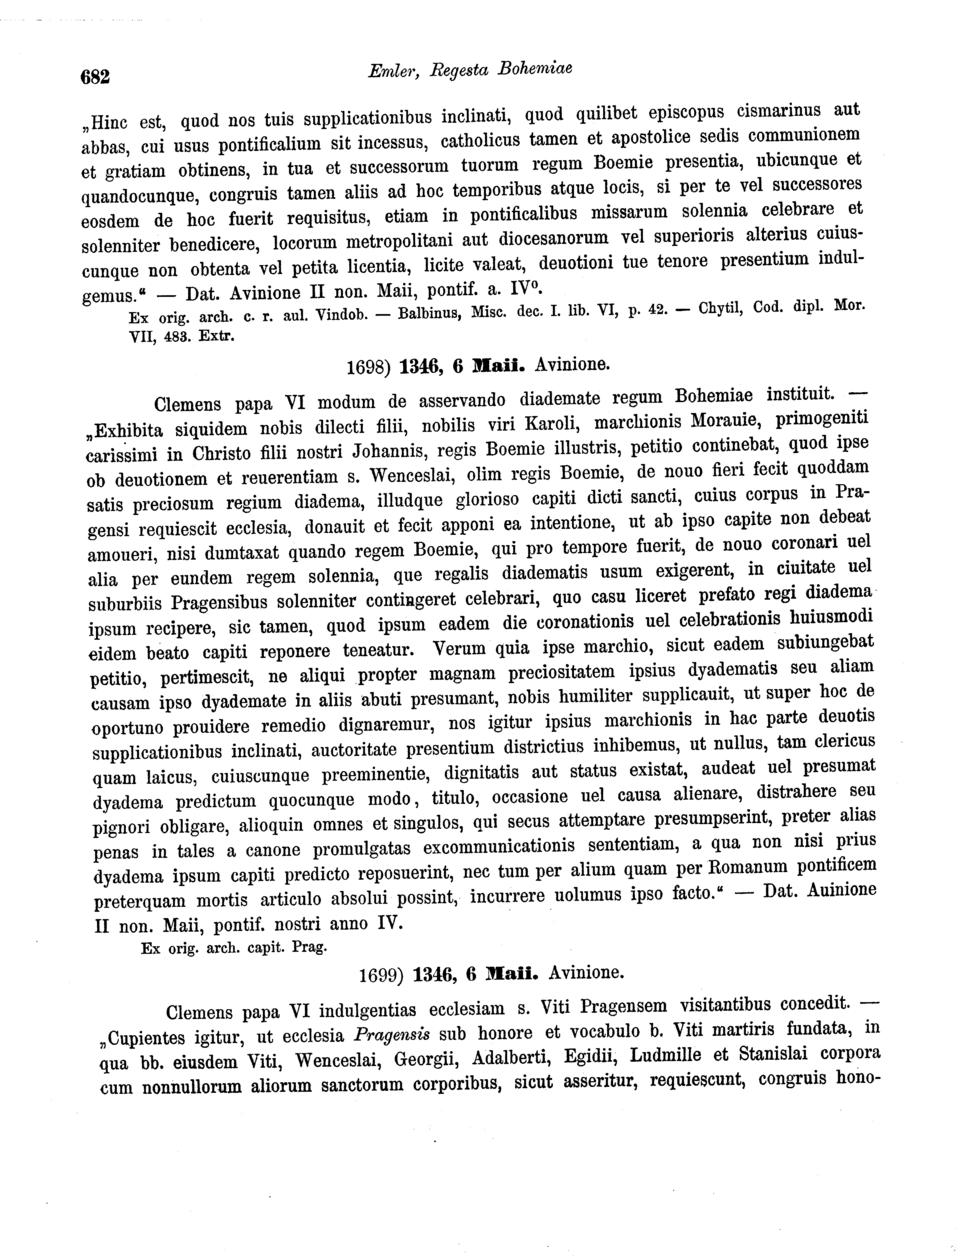 682
Emler, Regesta Bohemiae
„Hinc est, quod nos tuis supplicationibus inclinati, quod quilibet episcopus cismarinus aut
abbas, cui usus pontificalium sit incessus, catholicus tamen et apostolice sedis communionem
et gratiam obtinens, in tua et successorum tuorum regum Boemie presentia, ubicunque et
quandocunque, congruis tamen aliis ad hoc temporibus atque locis, si per te vel successores
eosdem de hoc fuerit requisitus, etiam in pontificalibus missarum solennia celebrare et
solenniter benedicere, locorum metropolitani aut diocesanorum vel superioris alterius cuius-
cunque non obtenta vel petita licentia, licite valeat, deuotioni tue tenore presentium indul-
gemus.“ — Dat. Avinione II non. Maii, pontif. a. IV⁰.
Ex orig. arch. c. r. aul. Vindob. — Balbinus, Misc. dec. I. lib. VI, p. 42. — Chytil, Cod. dipl. Mor.
VII, 483. Extr.
1698) 1346, 6 Maii. Avinione.
Clemens papa VI modum de asservando diademate regum Bohemiae instituit. —
„Exhibita siquidem nobis dilecti filii, nobilis viri Karoli, marchionis Morauie, primogeniti
carissimi in Christo filii nostri Johannis, regis Boemie illustris, petitio continebat, quod ipse
ob deuotionem et reuerentiam s. Wenceslai, olim regis Boemie, de nouo fieri fecit quoddam
satis preciosum regium diadema, illudque glorioso capiti dicti sancti, cuius corpus in Pra-
gensi requiescit ecclesia, donauit et fecit apponi ea intentione, ut ab ipso capite non debeat
amoueri, nisi dumtaxat quando regem Boemie, qui pro tempore fuerit, de nouo coronari uel
alia per eundem regem solennia, que regalis diadematis usum exigerent, in ciuitate uel
suburbiis Pragensibus solenniter contingeret celebrari, quo casu liceret prefato regi diadema
ipsum recipere, sic tamen, quod ipsum eadem die coronationis uel celebrationis huiusmodi
eidem beato capiti reponere teneatur. Verum quia ipse marchio, sicut eadem subiungebat
petitio, pertimescit, ne aliqui propter magnam preciositatem ipsius dyadematis seu aliam
causam ipso dyademate in aliis abuti presumant, nobis humiliter supplicauit, ut super hoc de
oportuno prouidere remedio dignaremur, nos igitur ipsius marchionis in hac parte deuotis
supplicationibus inclinati, auctoritate presentium districtius inhibemus, ut nullus, tam clericus
quam laicus, cuiuscunque preeminentie, dignitatis aut status existat, audeat uel presumat
dyadema predictum quocunque modo, titulo, occasione uel causa alienare, distrahere seu
pignori obligare, alioquin omnes et singulos, qui secus attemptare presumpserint, preter alias
penas in tales a canone promulgatas excommunicationis sententiam, a qua non nisi prius
dyadema ipsum capiti predicto reposuerint, nec tum per alium quam per Romanum pontificem
preterquam mortis articulo absolui possint, incurrere uolumus ipso facto.“ — Dat. Auinione
II non. Maii, pontif. nostri anno IV.
Ex orig. arch. capit. Prag.
1699) 1346, 6 Maii. Avinione.
Clemens papa VI indulgentias ecclesiam s. Viti Pragensem visitantibus concedit. —
„Cupientes igitur, ut ecclesia Pragensis sub honore et vocabulo b. Viti martiris fundata, in
qua bb. eiusdem Viti, Wenceslai, Georgii, Adalberti, Egidii, Ludmille et Stanislai corpora
cum nonnullorum aliorum sanctorum corporibus, sicut asseritur, requiescunt, congruis hono-